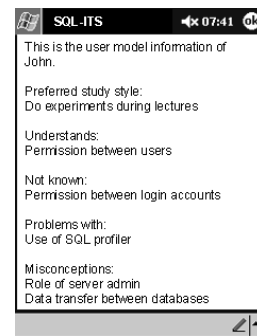 SQL-ITS
07:41
ok
This is the user model information of
John.
Preferred study style:
Do experiments during lectures
Understands:
Permission between users
Not known:
Permission between login accounts
Problems with:
Use of SQL profiler
Misconceptions:
Role of server admin
Data transfer between databases